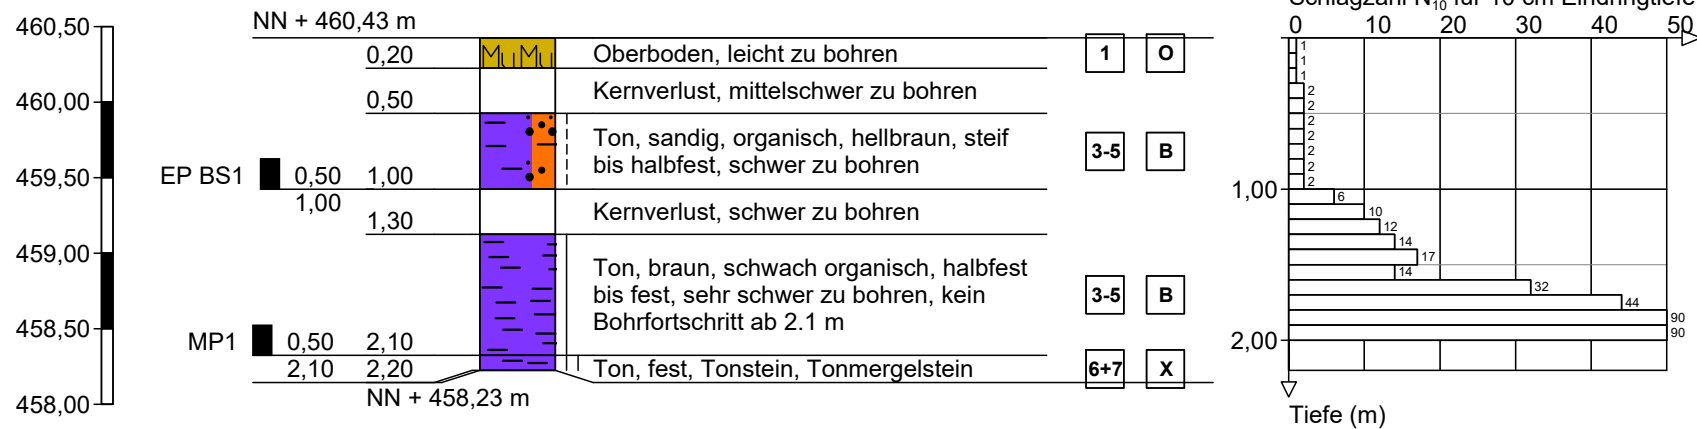 Schlagzahl N10 für 10 cm Eindringtiefe
NN + 460,43 m
0 10 20 30 40 50
460,50
460,00
459,50
459,00
458,50
458,00
0,20 Oberboden, leicht zu bohren 1 O
0,50 Kernverlust, mittelschwer zu bohren
Ton, sandig, organisch, hellbraun, steif
bis halbfest, schwer zu bohren
3-5 B
EP BS1 0,50 1,00
1,00
1,30 Kernverlust, schwer zu bohren
Ton, braun, schwach organisch, halbfest
bis fest, sehr schwer zu bohren, kein
Bohrfortschritt ab 2.1 m
3-5 B
MP1 0,50 2,10
2,10 2,20 Ton, fest, Tonstein, Tonmergelstein 6+7 X
NN + 458,23 m
1
1
1
2
2
2
2
2
2
2
1,00
6
10
12
14
17
14
32
44
90
90
2,00
Tiefe (m)